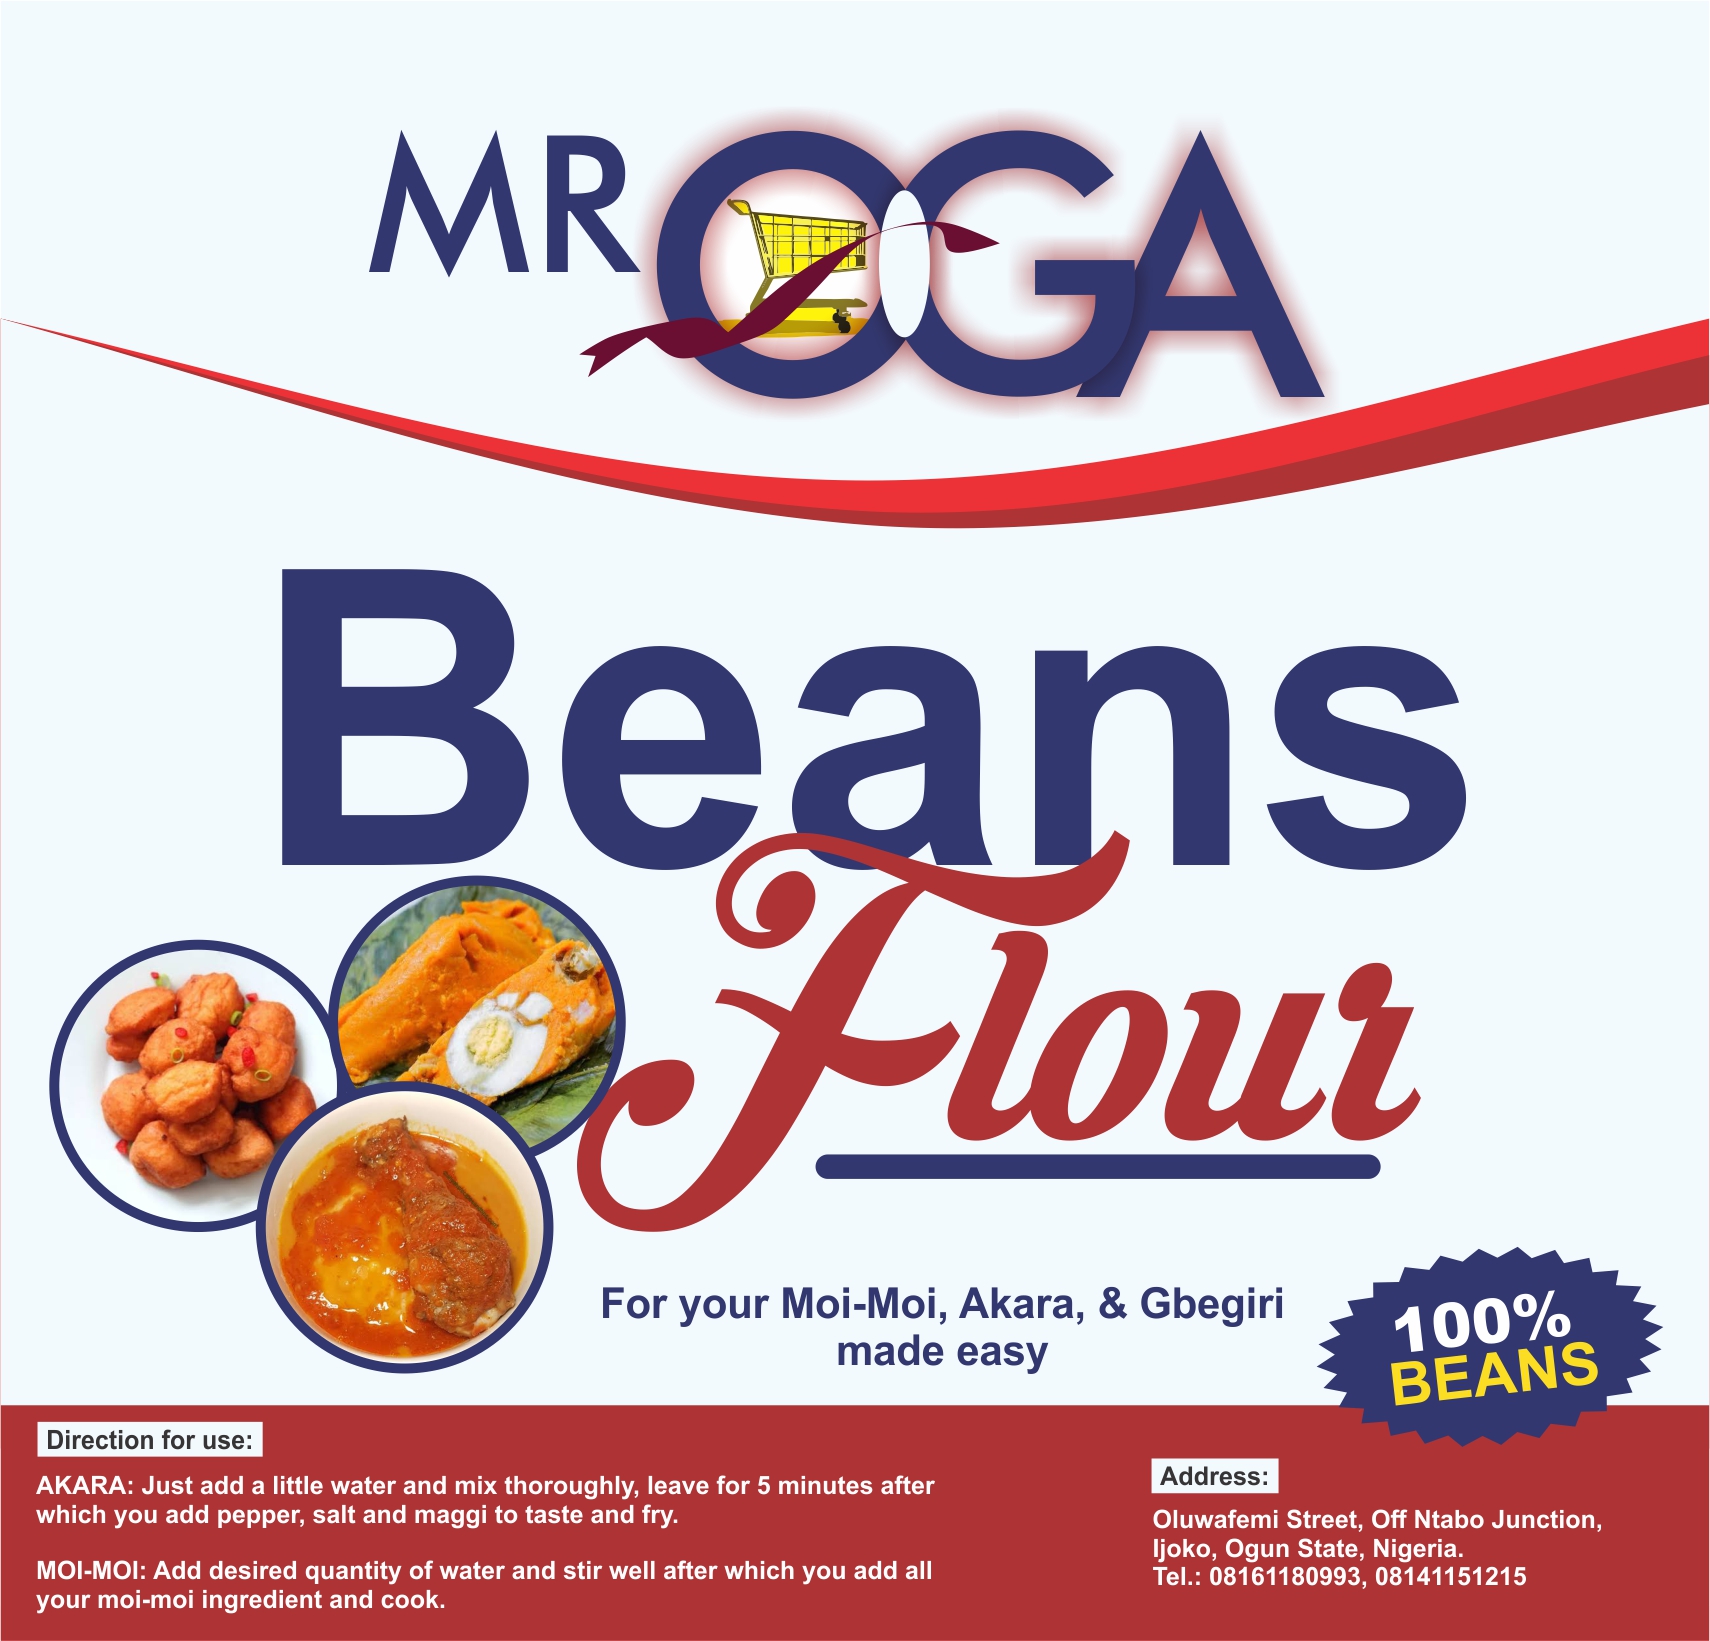 MR OGA
Beans
Flour
For your Moi-Moi, Akara, & Gbegiri
made easy
100%
BEANS
Direction for use:
AKARA: Just add a little water and mix thoroughly, leave for 5 minutes after
which you add pepper, salt and maggi to taste and fry.
MOI-MOI: Add desired quantity of water and stir well after which you add all
your moi-moi ingredient and cook.
Address:
Oluwafemi Street, Off Ntabo Junction,
Ijoko, Ogun State, Nigeria.
Tel.: 08161180993, 08141151215